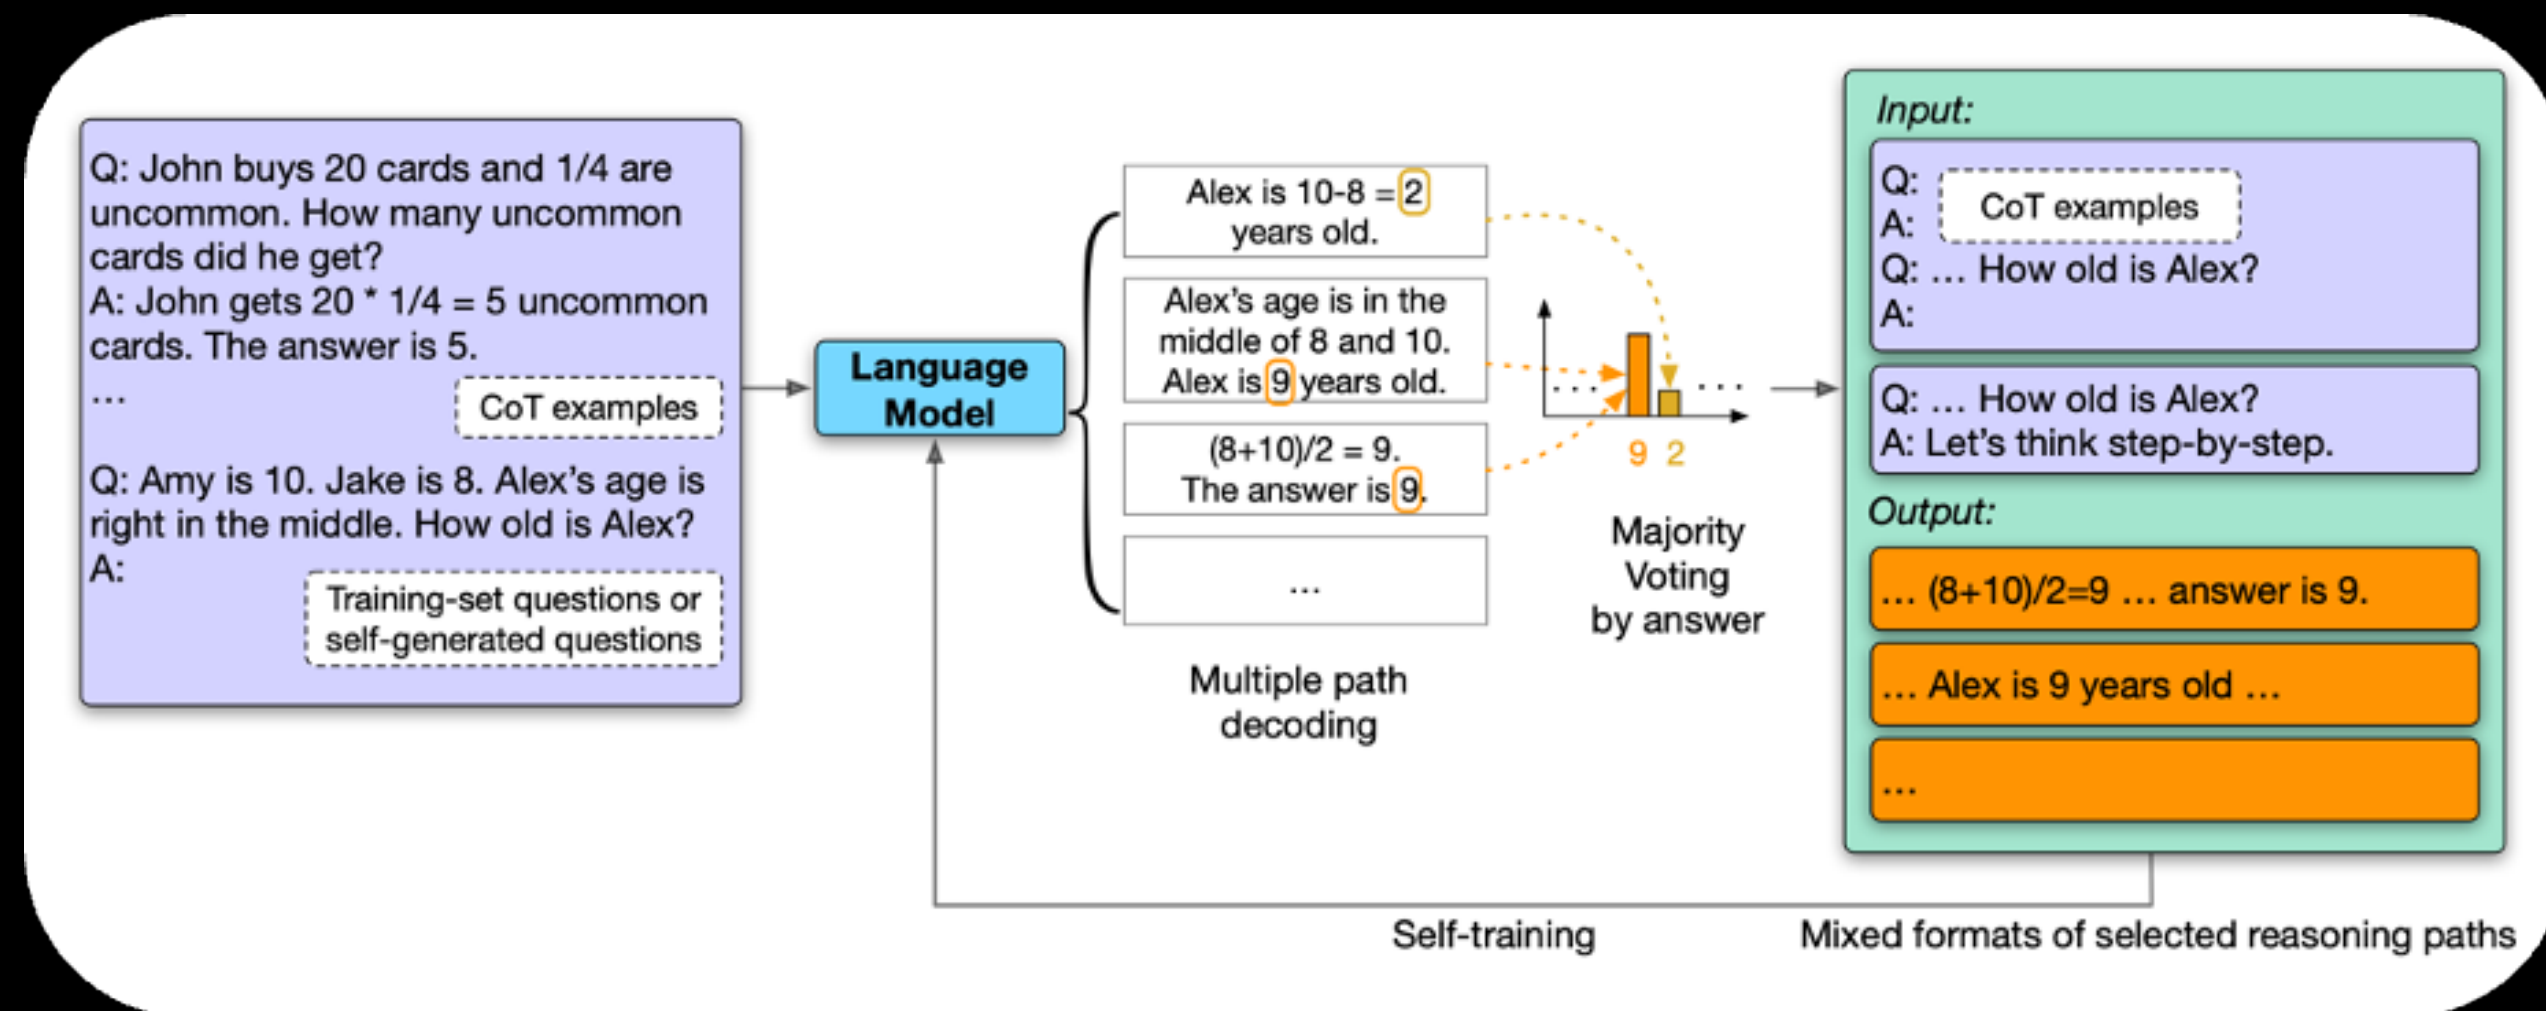 Q: John buys 20 cards and 1/4 are
uncommon. How many uncommon
cards did he get?
A: John gets 20 * 1/4 = 5 uncommon
cards. The answer is 5.
...
CoT examples
Q: Amy is 10. Jake is 8. Alex's age is
right in the middle. How old is Alex?
A:
Training-set questions or
self-generated questions
Language
Model
Alex is 10-8 = 2
years old.
Alex's age is in the
middle of 8 and 10.
Alex is 9 years old.
(8+10)/2 = 9.
The answer is 9.
...
Multiple path
decoding
... ...
9 2
Majority
Voting
by answer
Input:
Q:
A:
CoT examples
Q: ... How old is Alex?
A:
Q: ... How old is Alex?
A: Let's think step-by-step.
Output:
... (8+10)/2=9 ... answer is 9.
... Alex is 9 years old ...
...
Self-training
Mixed formats of selected reasoning paths